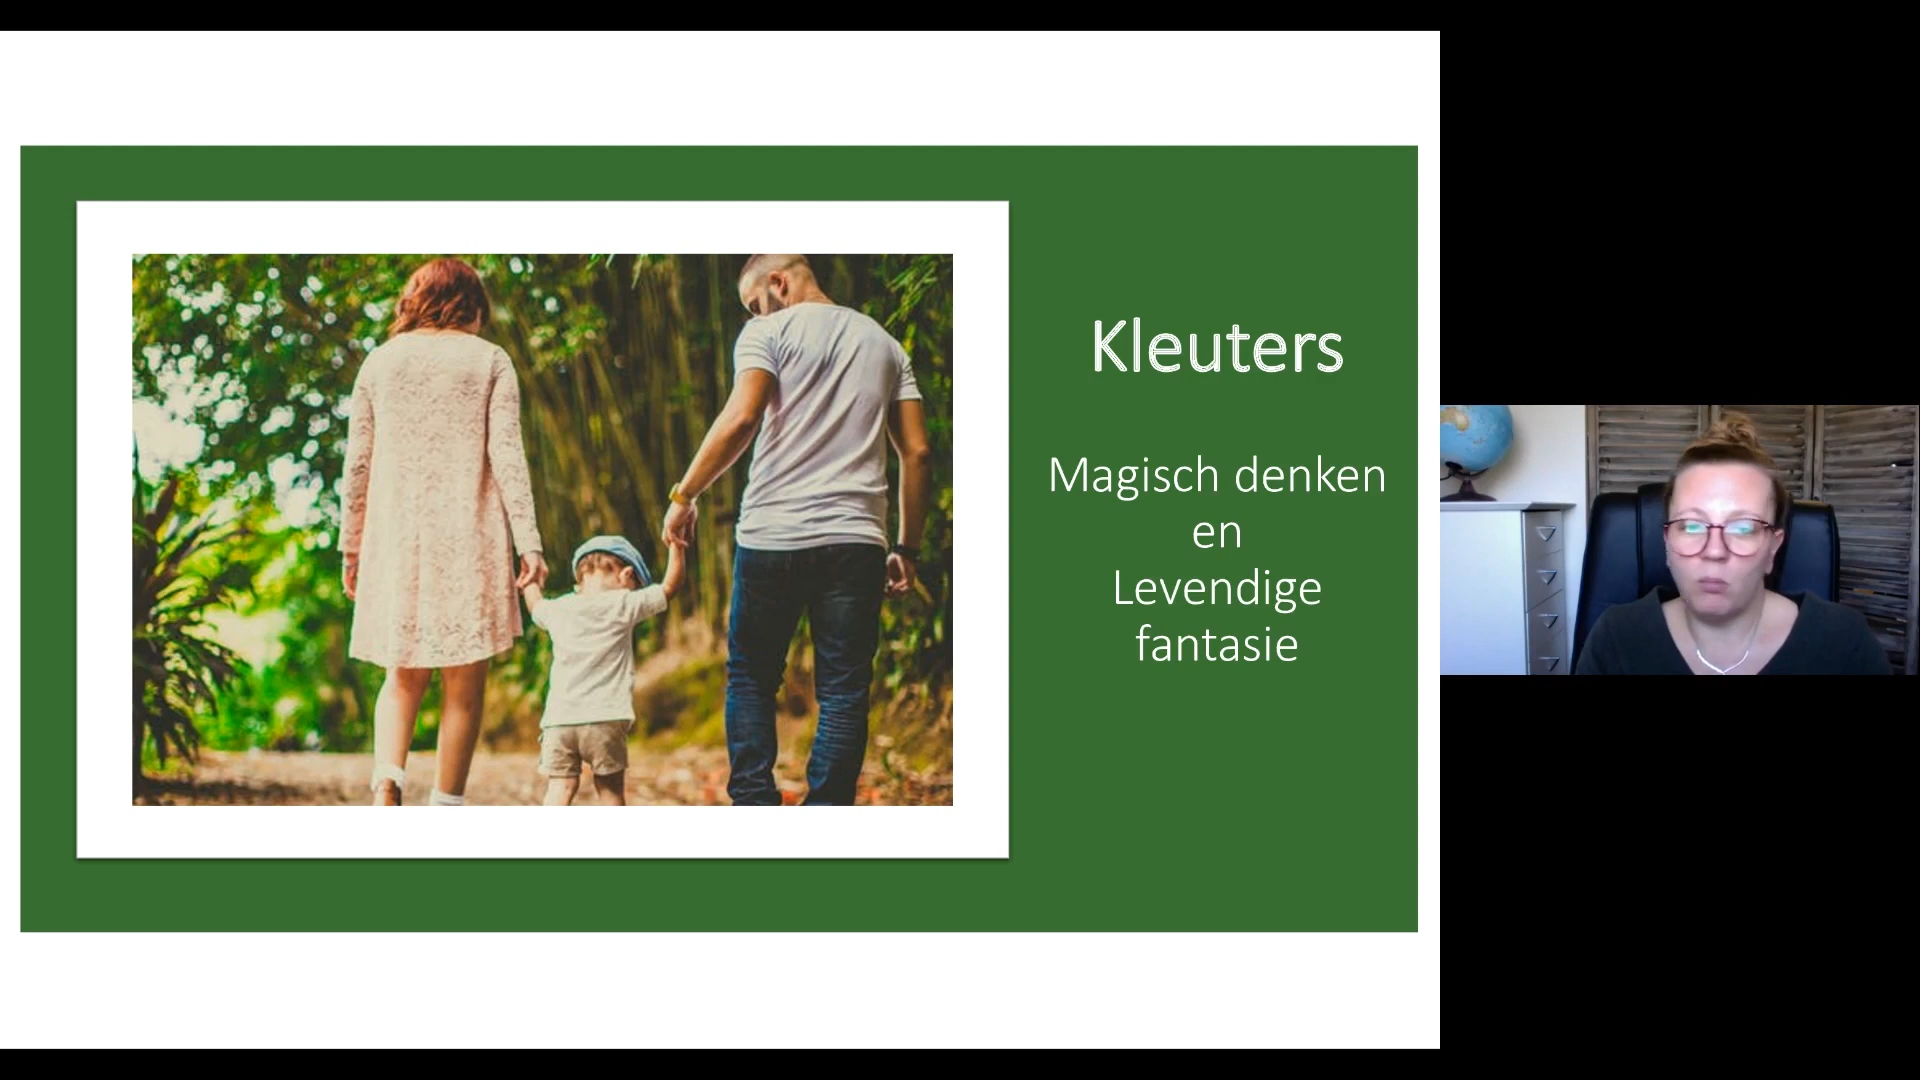 Kleuters
Magisch denken
en
Levendige
fantasie